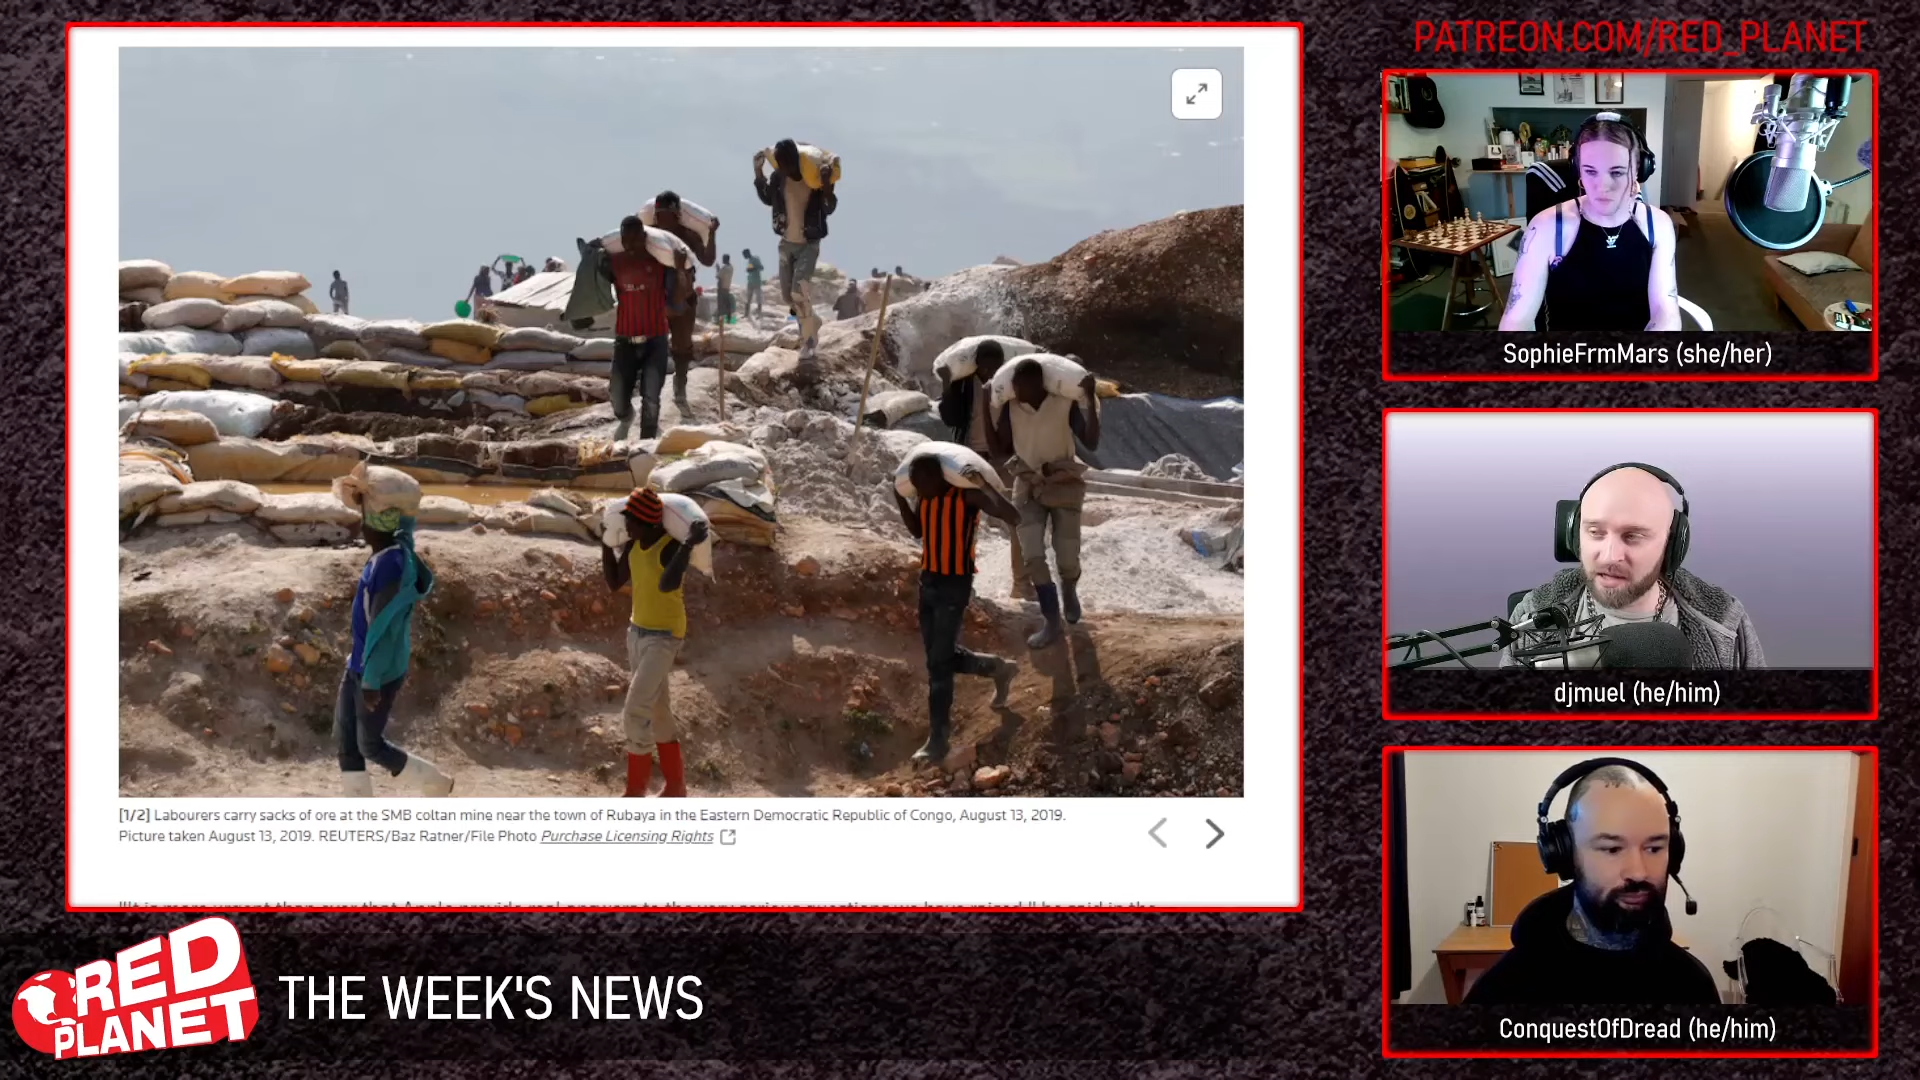 PATREON.COM/RED_PLANET
[1/2] Labourers carry sacks of ore at the SMB coltan mine near the town of Rubaya in the Eastern Democratic Republic of Congo, August 13, 2019.
Picture taken August 13, 2019. REUTERS/Baz Ratner/File Photo Purchase Licensing Rights
SophieFrmMars (she/her)
djmuel (he/him)
ConquestOfDread (he/him)
RED
PLANET
THE WEEK'S NEWS